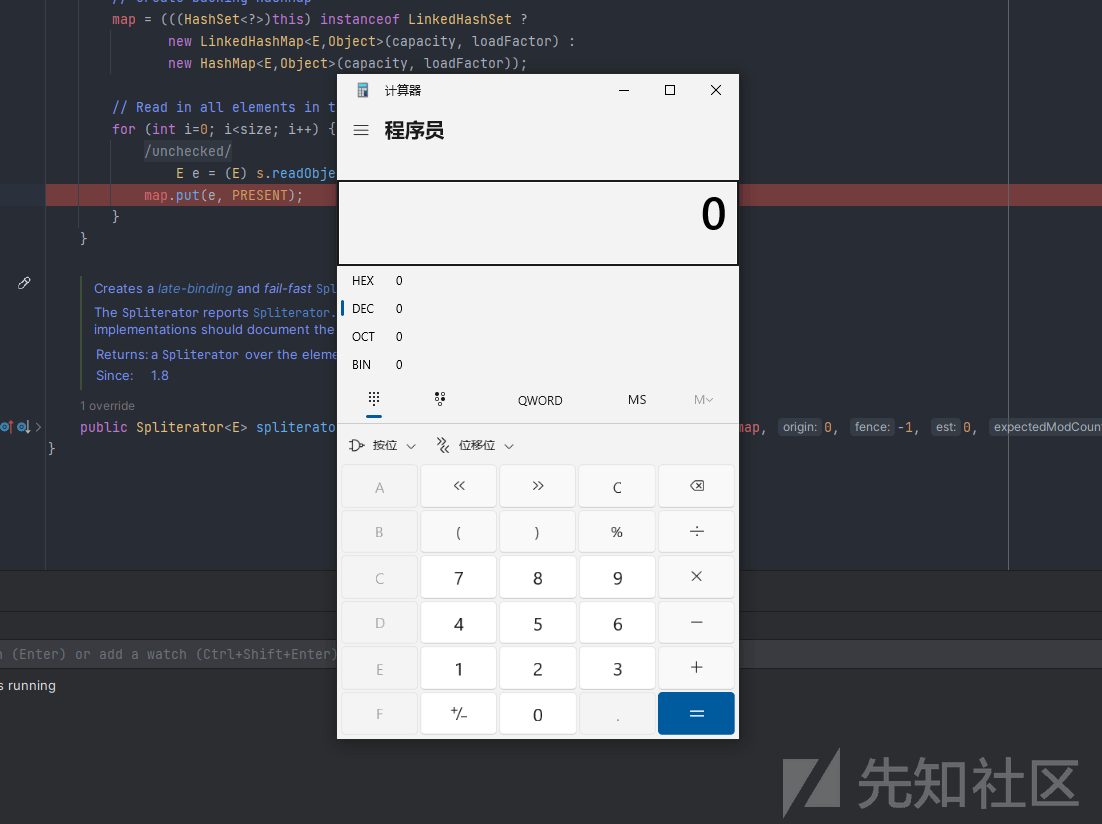 // Create backing HashMap
map = (((HashSet<?>)this) instanceof LinkedHashSet ?
new LinkedHashMap<E,Object>(capacity, loadFactor) :
new HashMap<E,Object>(capacity, loadFactor));
// Read in all elements in t
for (int i=0; i<size; i++) {
/unchecked/
E e = (E) s.readObje
map.put(e, PRESENT);
}
}
Creates a late-binding and fail-fast Spl
The Spliterator reports Spliterator.
implementations should document the
Returns: a Spliterator over the eleme
Since: 1.8
1 override
public Spliterator<E> spliterato
map, origin: 0, fence: -1, est: 0, expectedModCoun
}
n (Enter) or add a watch (Ctrl+Shift+Enter)
s running
计算器
程序员
0
HEX 0
DEC 0
OCT 0
BIN 0
QWORD MS M
按位 位移位
A << >> C
B ( ) % ÷
C 7 8 9 ×
D 4 5 6 −
E 1 2 3 +
F +/− 0 . =
先知社区